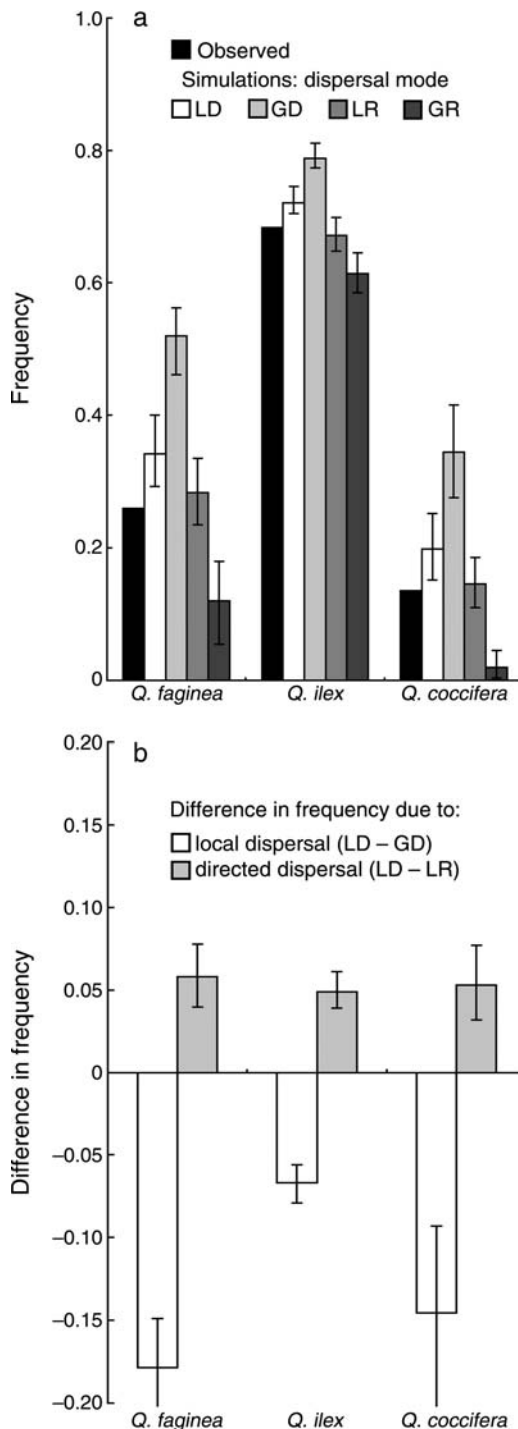 a
1.0
Observed
Simulations: dispersal mode
LD GD LR GR
0.8
0.6
0.4
0.2
0
Frequency
Q. faginea Q. ilex Q. coccifera
b
0.20
0.15
Difference in frequency due to:
local dispersal (LD – GD)
directed dispersal (LD – LR)
0.10
0.05
0
–0.05
–0.10
–0.15
–0.20
Difference in frequency
Q. faginea Q. ilex Q. coccifera